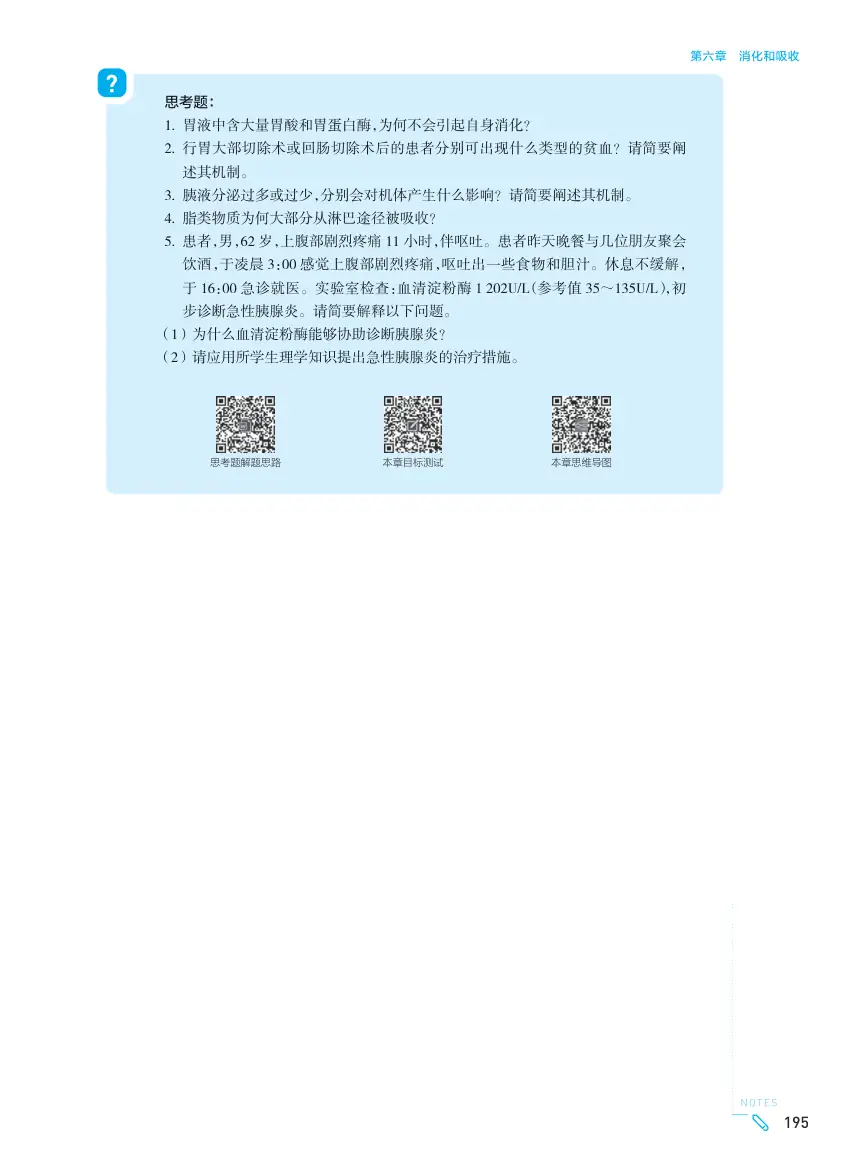 第六章 消化和吸收
?
思考题：
1. 胃液中含大量胃酸和胃蛋白酶，为何不会引起自身消化？
2. 行胃大部切除术或回肠切除术后的患者分别可出现什么类型的贫血？请简要阐
述其机制。
3. 胰液分泌过多或过少，分别会对机体产生什么影响？请简要阐述其机制。
4. 脂类物质为何大部分从淋巴途径被吸收？
5. 患者，男，62 岁，上腹部剧烈疼痛 11 小时，伴呕吐。患者昨天晚餐与几位朋友聚会
饮酒，于凌晨 3：00 感觉上腹部剧烈疼痛，呕吐出一些食物和胆汁。休息不缓解，
于 16：00 急诊就医。实验室检查：血清淀粉酶 1 202U/L（参考值 35～135U/L），初
步诊断急性胰腺炎。请简要解释以下问题。
（1）为什么血清淀粉酶能够协助诊断胰腺炎？
（2）请应用所学生理学知识提出急性胰腺炎的治疗措施。
思考题解题思路 本章目标测试 本章思维导图
NOTES
195